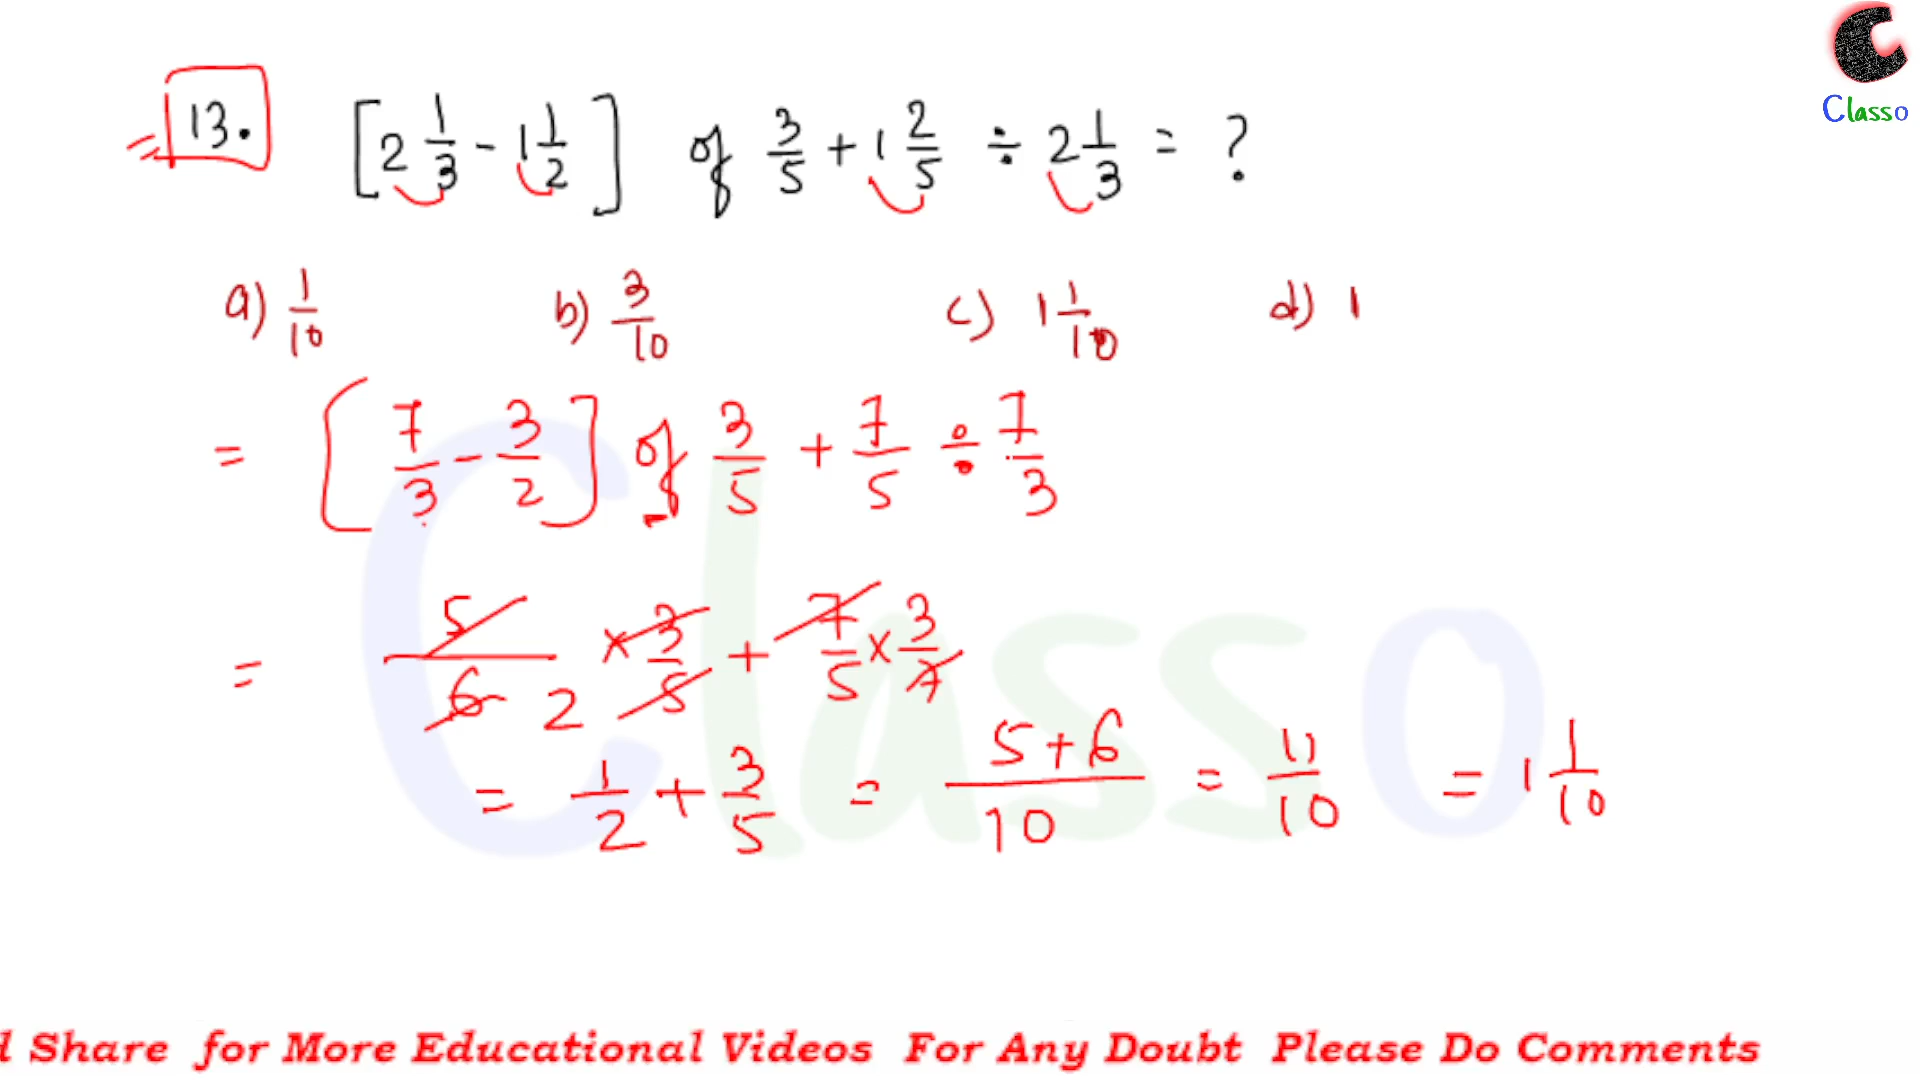 C
Classo
13. [2 1/3 - 1 1/2] of 3/5 + 1 2/5 ÷ 2 1/3 = ?
a) 1/10 b) 3/10 c) 1 1/10 d) 1
= [7/3 - 3/2] of 3/5 + 7/5 ÷ 7/3
= 5/6 2 × 3/5 + 7/5 × 3/7
= 1/2 + 3/5 = 5+6/10 = 11/10 = 1 1/10
Classo
d Share for More Educational Videos For Any Doubt Please Do Comments